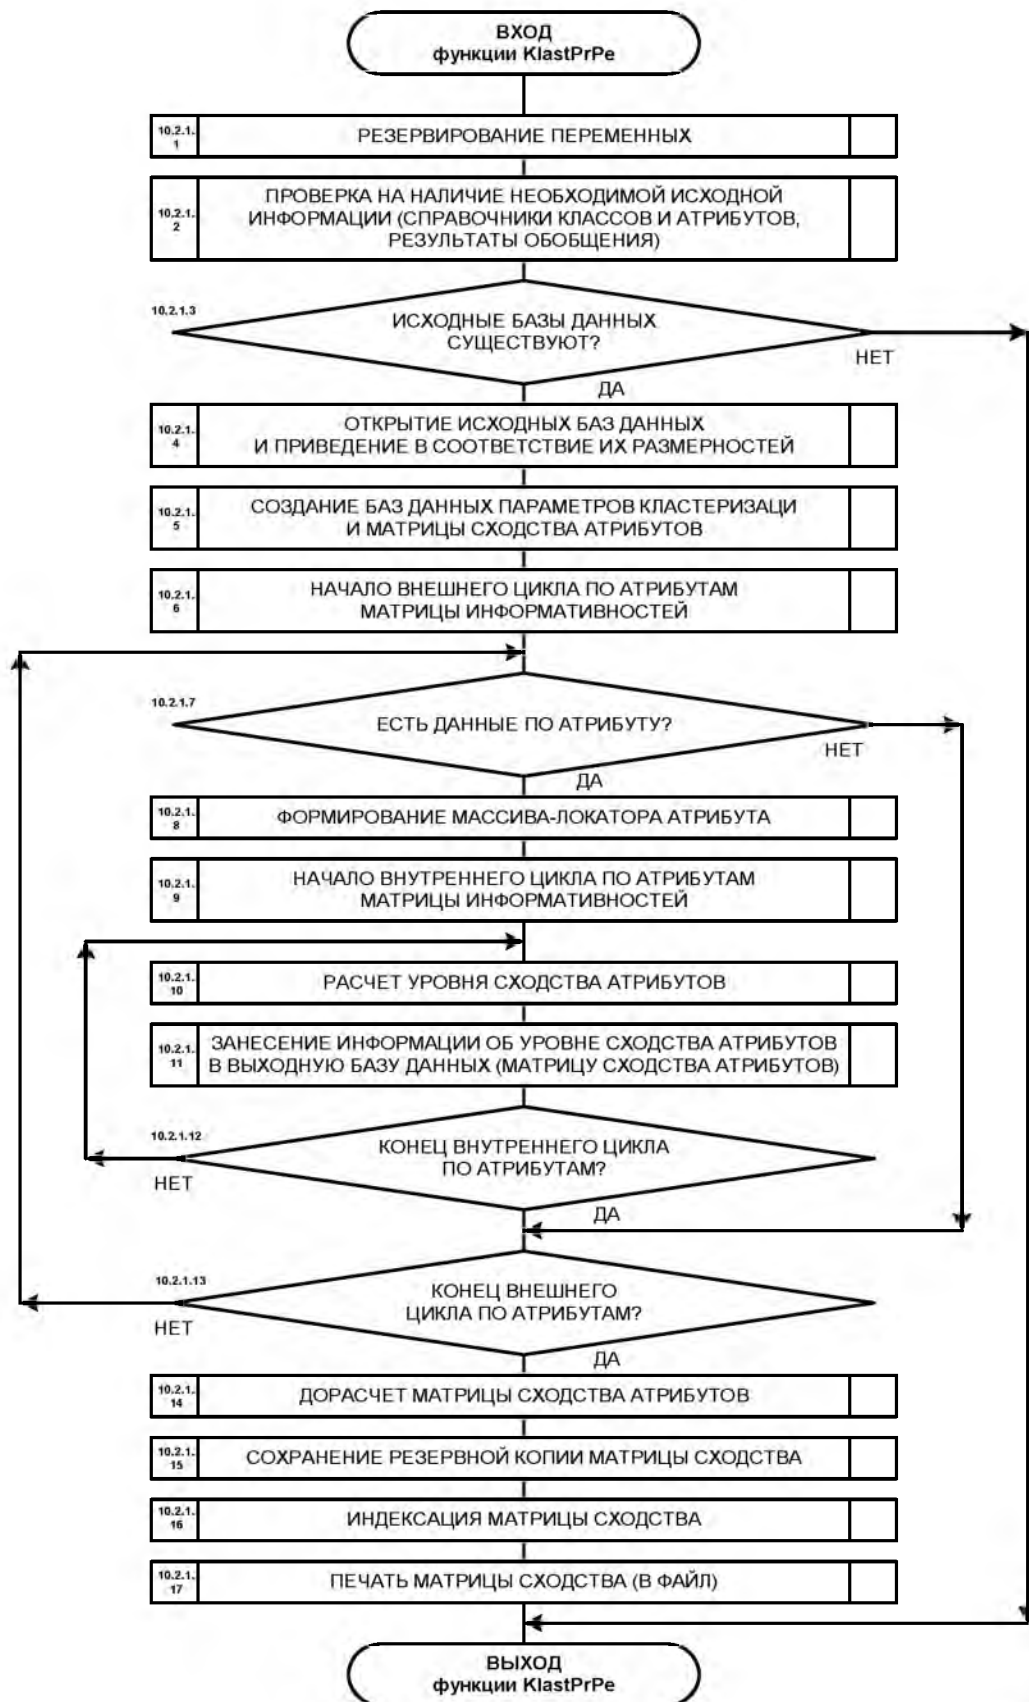 ВХОД
функции KlastPrPe
10.2.1.
1
РЕЗЕРВИРОВАНИЕ ПЕРЕМЕННЫХ
10.2.1.
2
ПРОВЕРКА НА НАЛИЧИЕ НЕОБХОДИМОЙ ИСХОДНОЙ
ИНФОРМАЦИИ (СПРАВОЧНИКИ КЛАССОВ И АТРИБУТОВ,
РЕЗУЛЬТАТЫ ОБОБЩЕНИЯ)
10.2.1.3
ИСХОДНЫЕ БАЗЫ ДАННЫХ
СУЩЕСТВУЮТ?
НЕТ
ДА
10.2.1.
4
ОТКРЫТИЕ ИСХОДНЫХ БАЗ ДАННЫХ
И ПРИВЕДЕНИЕ В СООТВЕТСТВИЕ ИХ РАЗМЕРНОСТЕЙ
10.2.1.
5
СОЗДАНИЕ БАЗ ДАННЫХ ПАРАМЕТРОВ КЛАСТЕРИЗАЦИ
И МАТРИЦЫ СХОДСТВА АТРИБУТОВ
10.2.1.
6
НАЧАЛО ВНЕШНЕГО ЦИКЛА ПО АТРИБУТАМ
МАТРИЦЫ ИНФОРМАТИВНОСТЕЙ
10.2.1.7
ЕСТЬ ДАННЫЕ ПО АТРИБУТУ?
НЕТ
ДА
10.2.1.
8
ФОРМИРОВАНИЕ МАССИВА-ЛОКАТОРА АТРИБУТА
10.2.1.
9
НАЧАЛО ВНУТРЕННЕГО ЦИКЛА ПО АТРИБУТАМ
МАТРИЦЫ ИНФОРМАТИВНОСТЕЙ
10.2.1.
10
РАСЧЕТ УРОВНЯ СХОДСТВА АТРИБУТОВ
10.2.1.
11
ЗАНЕСЕНИЕ ИНФОРМАЦИИ ОБ УРОВНЕ СХОДСТВА АТРИБУТОВ
В ВЫХОДНУЮ БАЗУ ДАННЫХ (МАТРИЦУ СХОДСТВА АТРИБУТОВ)
10.2.1.12
КОНЕЦ ВНУТРЕННЕГО ЦИКЛА
ПО АТРИБУТАМ?
НЕТ
ДА
10.2.1.13
КОНЕЦ ВНЕШНЕГО
ЦИКЛА ПО АТРИБУТАМ?
НЕТ
ДА
10.2.1.
14
ДОРАСЧЕТ МАТРИЦЫ СХОДСТВА АТРИБУТОВ
10.2.1.
15
СОХРАНЕНИЕ РЕЗЕРВНОЙ КОПИИ МАТРИЦЫ СХОДСТВА
10.2.1.
16
ИНДЕКСАЦИЯ МАТРИЦЫ СХОДСТВА
10.2.1.
17
ПЕЧАТЬ МАТРИЦЫ СХОДСТВА (В ФАЙЛ)
ВЫХОД
функции KlastPrPe